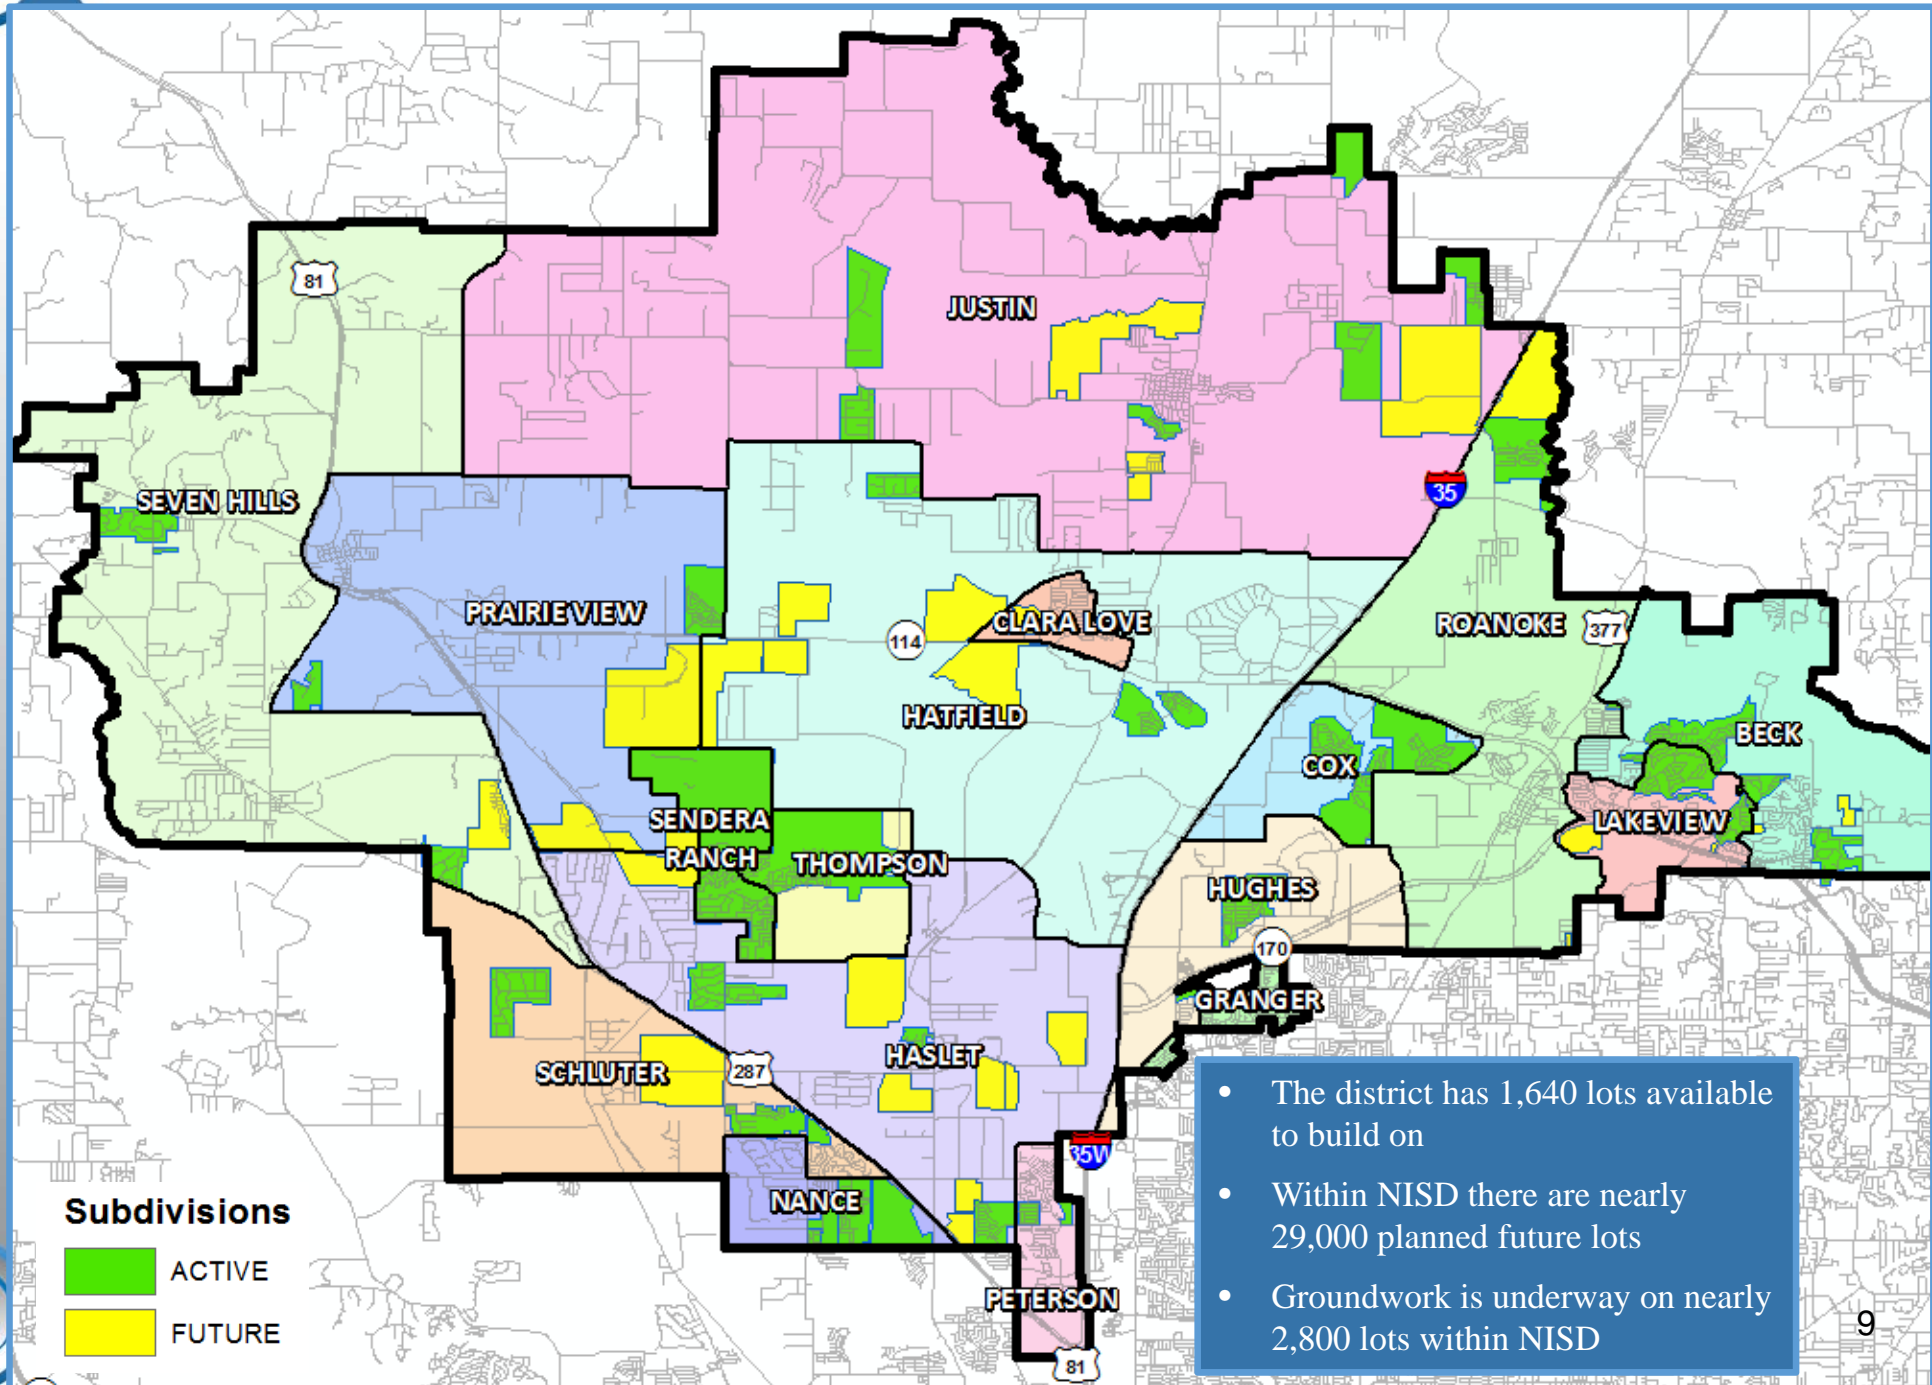 81
JUSTIN
35
SEVEN HILLS
PRAIRIE VIEW
114
CLARA LOVE
ROANOKE
377
HATFIELD
BECK
COX
SENDERA
RANCH
THOMPSON
LAKEVIEW
HUGHES
170
GRANGER
HASLET
SCHLUTER
287
35W
NANCE
PETERSON
81
Subdivisions
ACTIVE
FUTURE
• The district has 1,640 lots available
to build on
• Within NISD there are nearly
29,000 planned future lots
• Groundwork is underway on nearly
2,800 lots within NISD
9